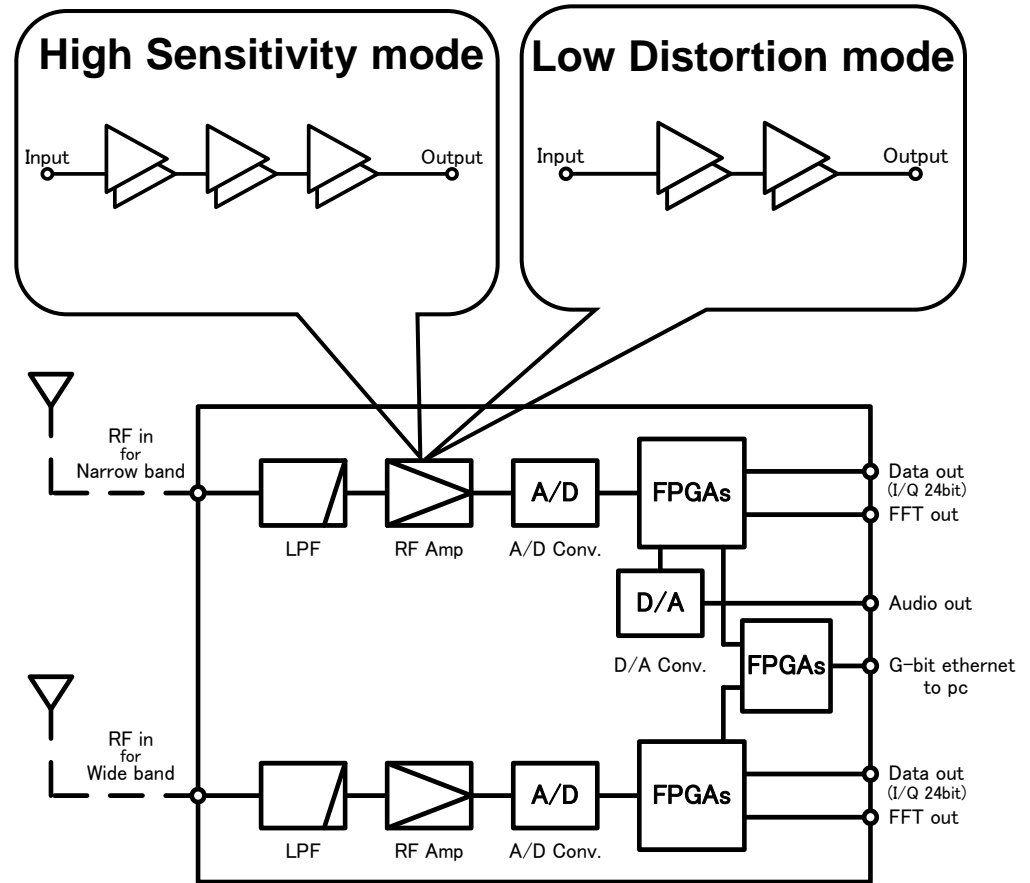 High Sensitivity mode
Input
Output
Low Distortion mode
Input
Output
RF in
for
Narrow band
LPF
RF Amp
A/D
A/D Conv.
FPGAs
Data out
(I/Q 24bit)
FFT out
D/A
D/A Conv.
Audio out
FPGAs
G-bit ethernet
to pc
RF in
for
Wide band
LPF
RF Amp
A/D
A/D Conv.
FPGAs
Data out
(I/Q 24bit)
FFT out